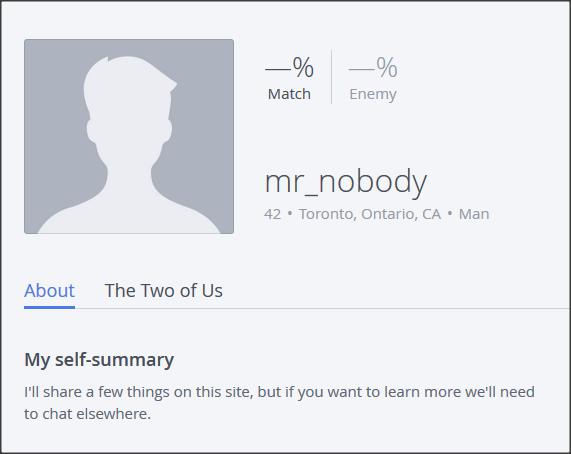 —% —%
Match Enemy
mr_nobody
42 • Toronto, Ontario, CA • Man
About The Two of Us
My self-summary
I'll share a few things on this site, but if you want to learn more we'll need
to chat elsewhere.